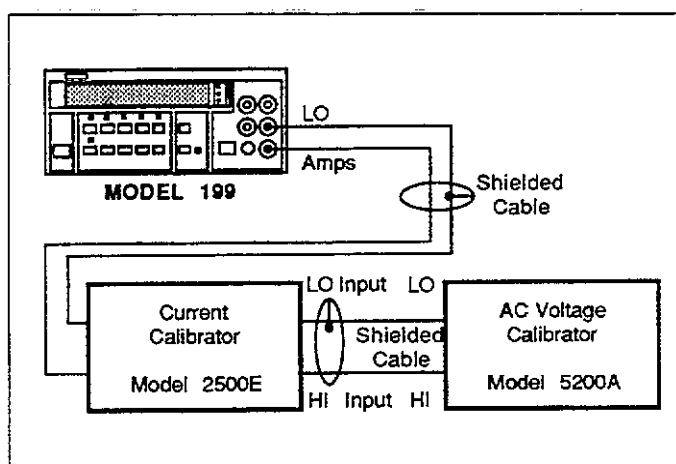 LO
Amps
MODEL 199
Shielded
Cable
Current
Calibrator
Model 2500E
LO Input LO
Shielded
Cable
HI Input HI
AC Voltage
Calibrator
Model 5200A